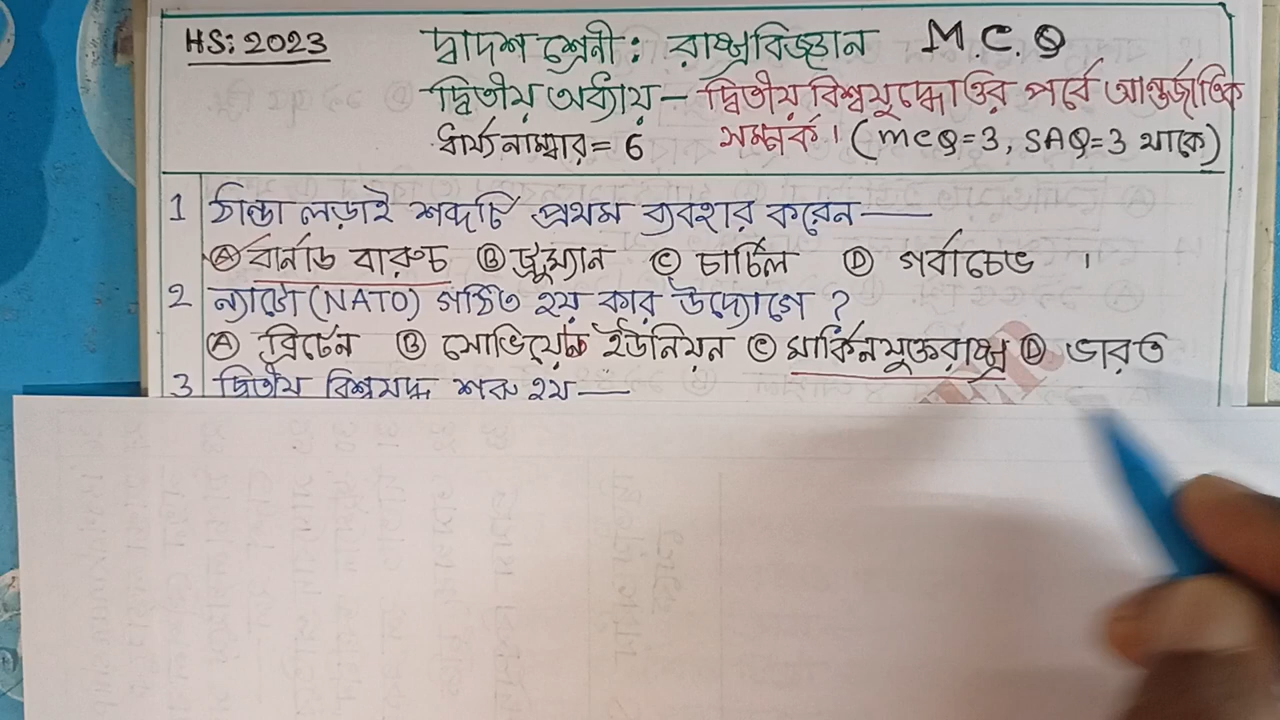 HS: 2023
দ্বাদশ শ্রেনী : রাষ্ট্রবিজ্ঞান M.C.Q
দ্বিতীয় অধ্যায় – দ্বিতীয় বিশ্বযুদ্ধোত্তর পর্বে আন্তর্জাতিক
ধার্য্য নাম্বার = 6 সম্পর্ক। (MCQ=3, SAQ=3 থাকে)
1 ঠান্ডা লড়াই শব্দটি প্রথম ব্যবহার করেন —
Ⓐ বার্নাড বারুচ Ⓑ ট্রুম্যান Ⓒ চার্চিল Ⓓ গর্বাচেভ ।
2 ন্যাটো (NATO) গঠিত হয় কার উদ্যোগে ?
Ⓐ ব্রিটেন Ⓑ সোভিয়েট ইউনিয়ন Ⓒ মার্কিনযুক্তরাষ্ট্র Ⓓ ভারত
3 দ্বিতীয় বিশ্বযুদ্ধ শুরু হয় —